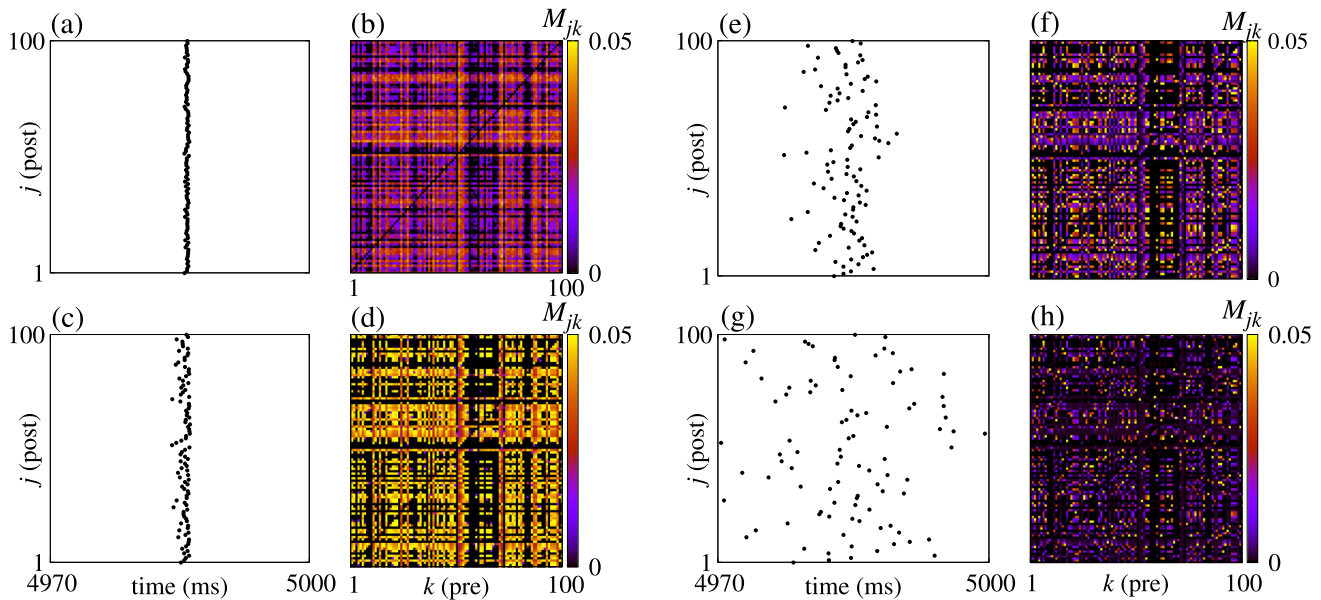 (a)
100
j (post)
1
(b)
M_jk
0.05
0
1
100
(c)
100
j (post)
1
4970
time (ms)
5000
(d)
M_jk
0.05
0
1
k (pre)
100
(e)
100
j (post)
1
(f)
M_jk
0.05
0
(g)
100
j (post)
1
4970
time (ms)
5000
(h)
M_jk
0.05
0
1
k (pre)
100